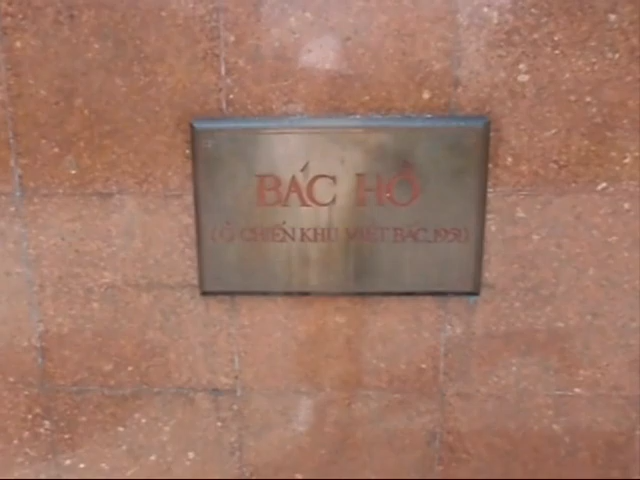 BÁC HỒ
(Ở CHIẾN KHU VIỆT BẮC, 1951)